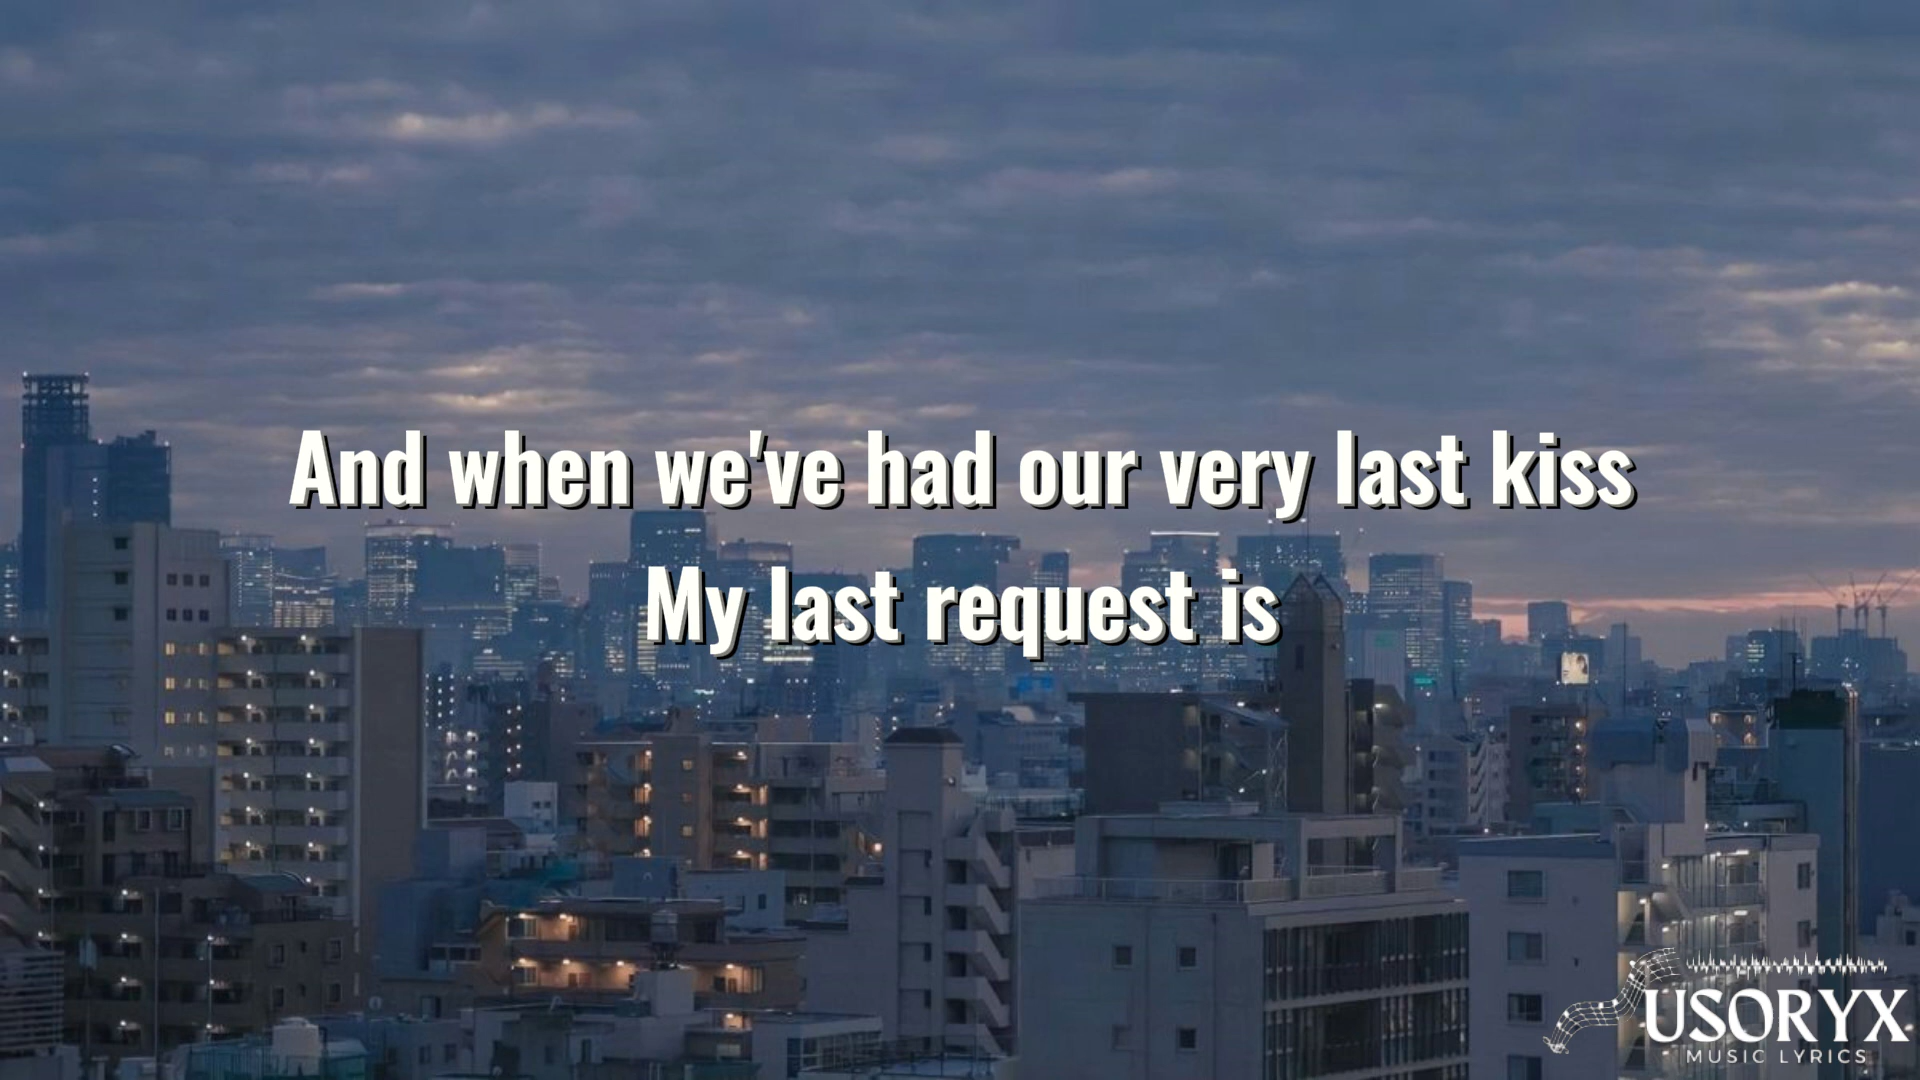 And when we've had our very last kiss
My last request is
USORYX
MUSIC LYRICS